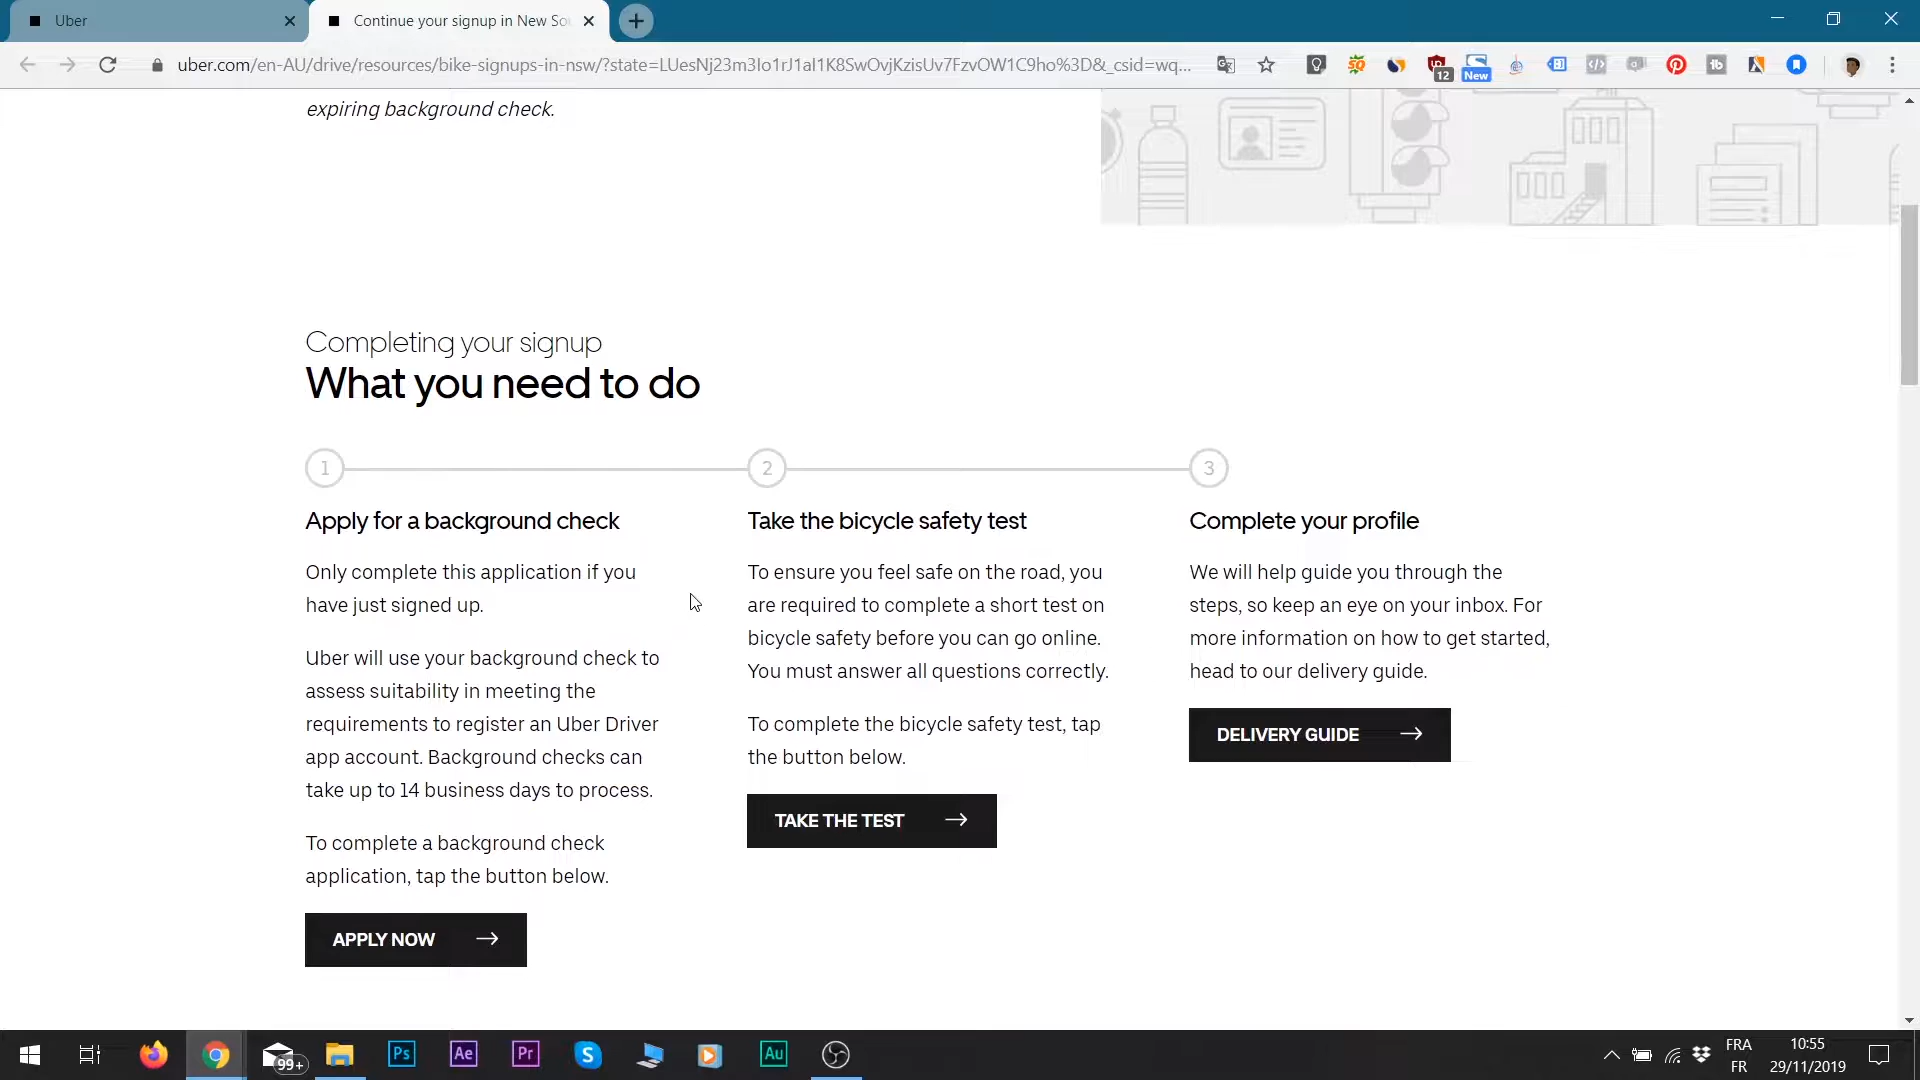 Uber
Continue your signup in New So
uber.com/en-AU/drive/resources/bike-signups-in-nsw/?state=LUesNj23m3Io1rJ1aI1K8SwOvjKzisUv7FzvOW1C9ho%3D&_csid=wq...
12
New
expiring background check.
Completing your signup
What you need to do
1
2
3
Apply for a background check
Only complete this application if you
have just signed up.
Uber will use your background check to
assess suitability in meeting the
requirements to register an Uber Driver
app account. Background checks can
take up to 14 business days to process.
To complete a background check
application, tap the button below.
APPLY NOW
Take the bicycle safety test
To ensure you feel safe on the road, you
are required to complete a short test on
bicycle safety before you can go online.
You must answer all questions correctly.
To complete the bicycle safety test, tap
the button below.
TAKE THE TEST
Complete your profile
We will help guide you through the
steps, so keep an eye on your inbox. For
more information on how to get started,
head to our delivery guide.
DELIVERY GUIDE
99+
Ps
Ae
Pr
S
Au
FRA
FR
10:55
29/11/2019